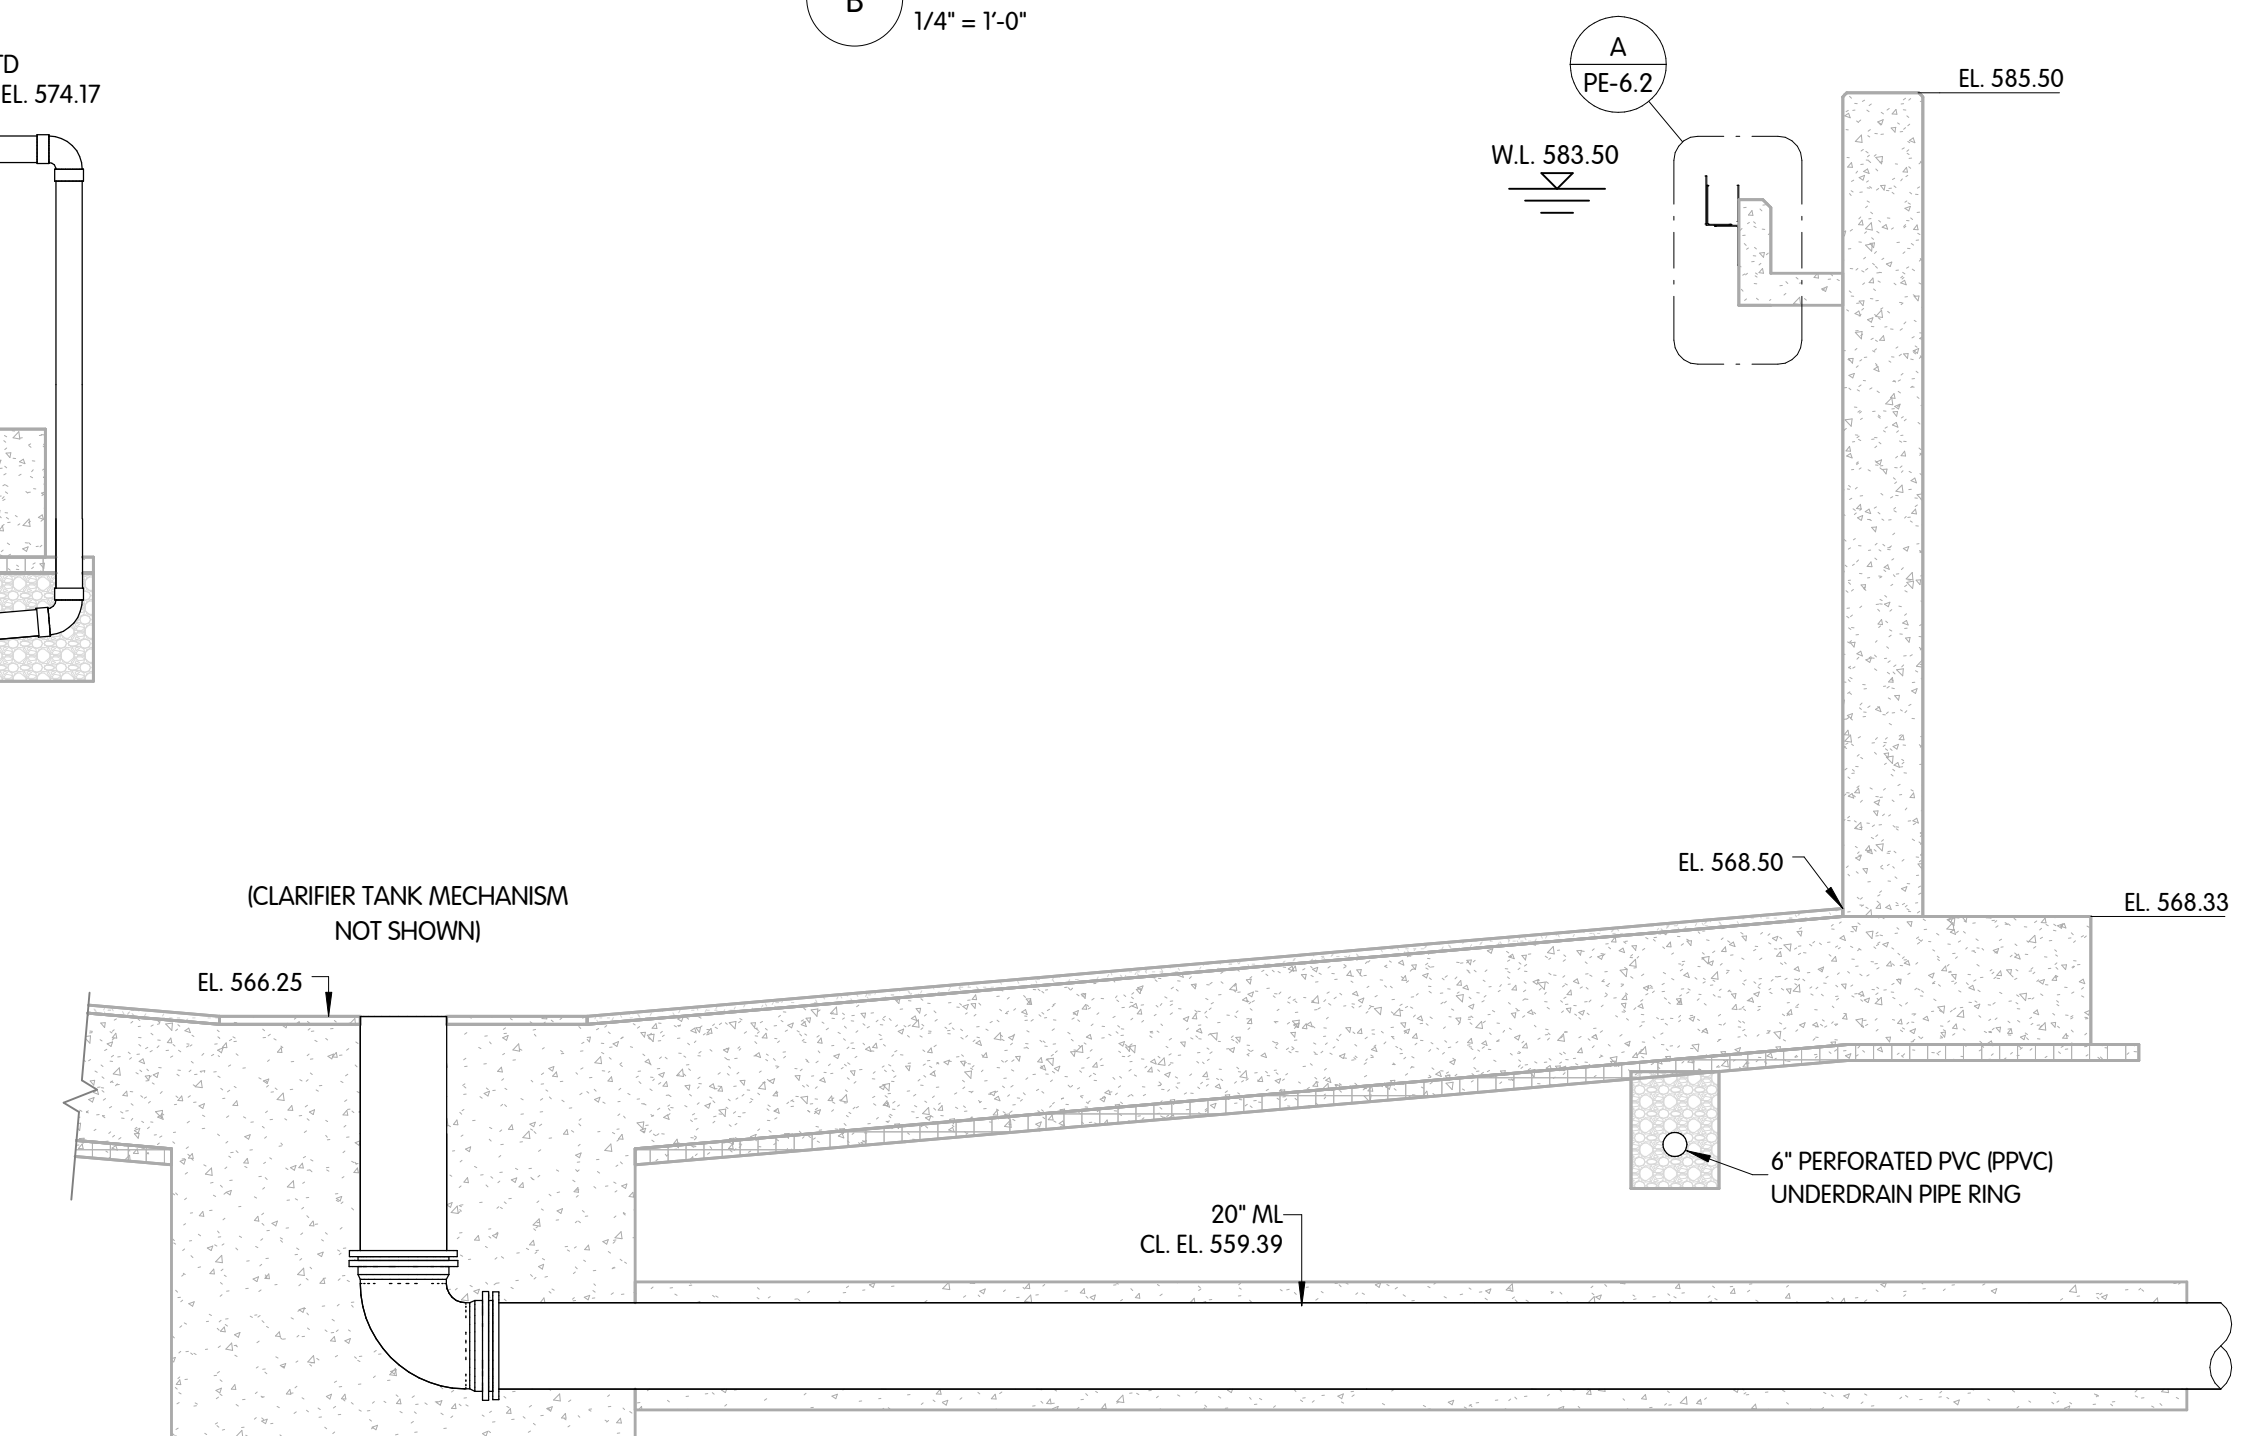 B
1/4" = 1'-0"
TD
EL. 574.17
A
PE-6.2
EL. 585.50
W.L. 583.50
EL. 568.50
EL. 568.33
(CLARIFIER TANK MECHANISM
NOT SHOWN)
EL. 566.25
6" PERFORATED PVC (PPVC)
UNDERDRAIN PIPE RING
20" ML
CL. EL. 559.39